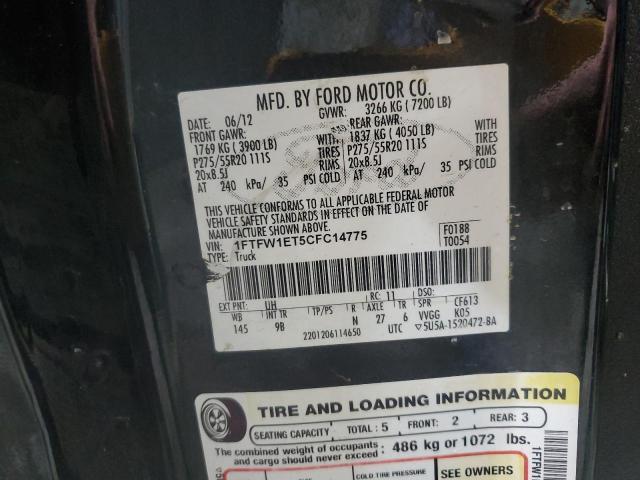 MFD. BY FORD MOTOR CO.
DATE: 06/12 GVWR: 3266 KG ( 7200 LB)
FRONT GAWR: REAR GAWR:
1769 KG ( 3900 LB) WITH 1837 KG ( 4050 LB) WITH
P275/55R20 111S TIRES P275/55R20 111S TIRES
20x8.5J RIMS 20x8.5J RIMS
AT 240 kPa/ 35 PSI COLD AT 240 kPa/ 35 PSI COLD
THIS VEHICLE CONFORMS TO ALL APPLICABLE FEDERAL MOTOR
VEHICLE SAFETY STANDARDS IN EFFECT ON THE DATE OF
MANUFACTURE SHOWN ABOVE.
VIN: 1FTFW1ET5CFC14775 F0188
TYPE: Truck T0054
EXT PNT: UH RC: 11 DSO:
WB INT TR TP/PS R AXLE TR SPR CF613
145 9B N 27 6 VVGG K05
2201206114650 UTC ▽5U5A-1520472-BA
TIRE AND LOADING INFORMATION
SEATING CAPACITY TOTAL : 5 FRONT: 2 REAR: 3
The combined weight of occupants
and cargo should never exceed : 486 kg or 1072 lbs.
COLD TIRE PRESSURE SEE OWNERS